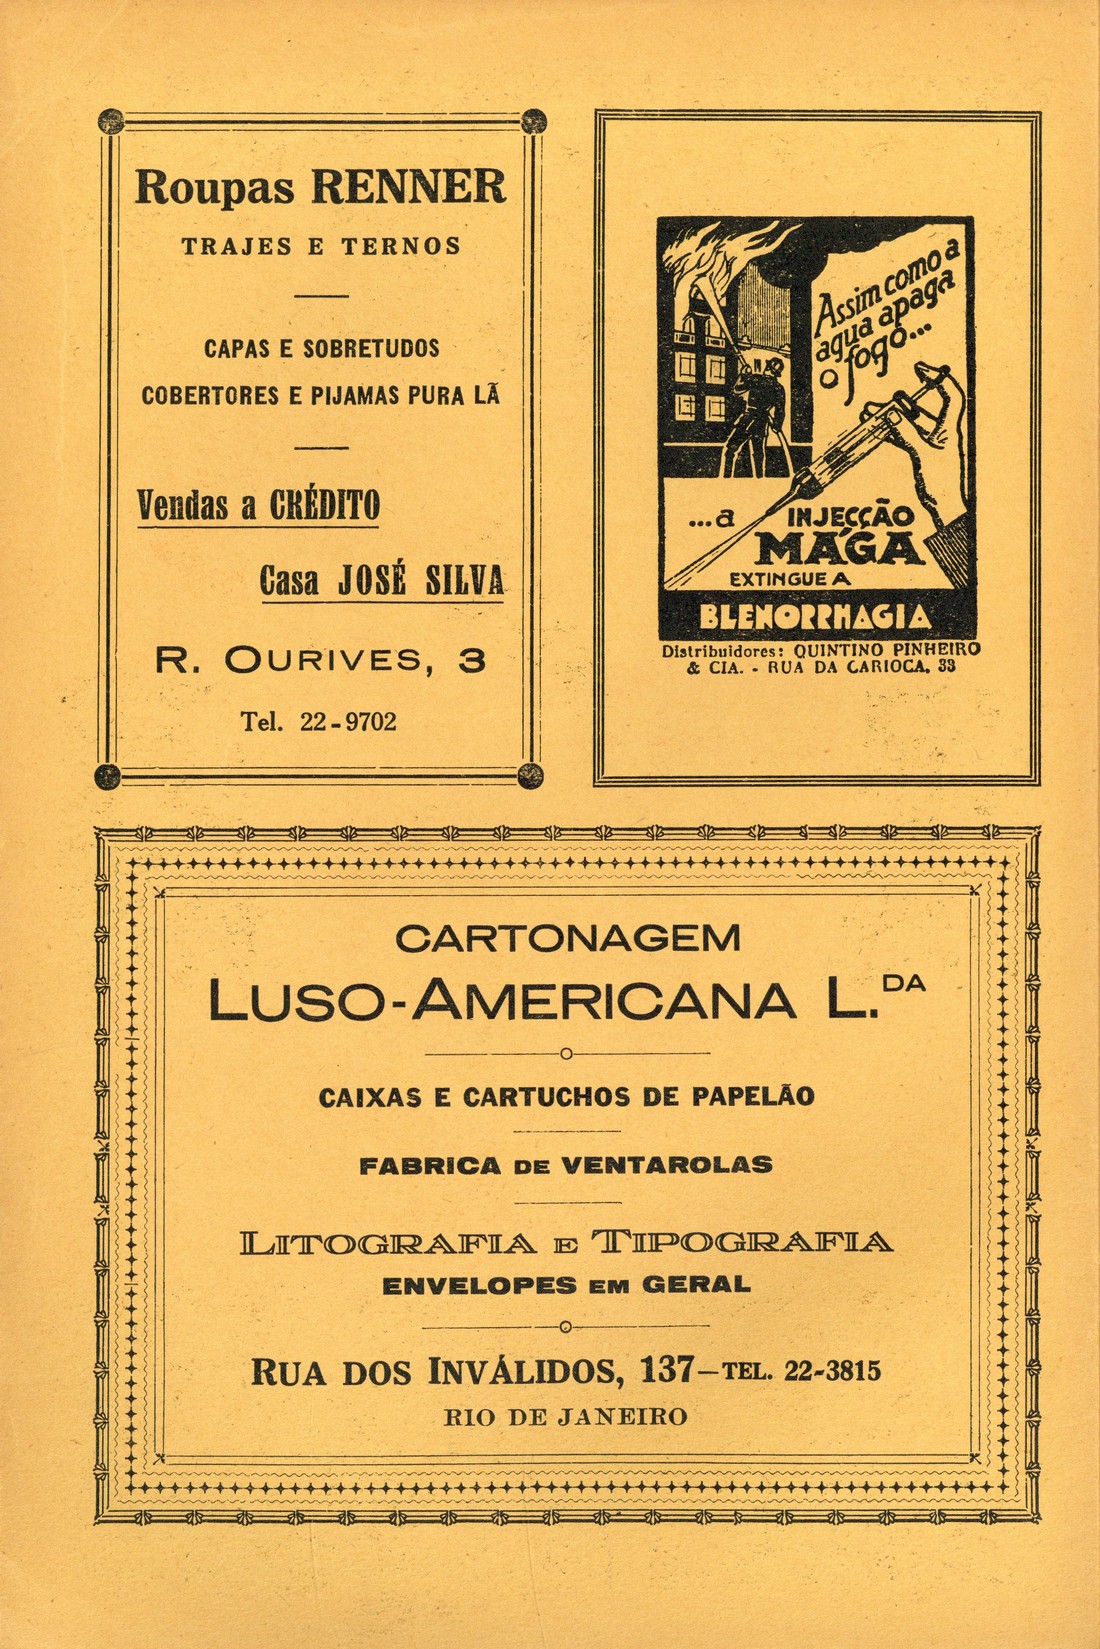 Roupas RENNER
TRAJES E TERNOS
CAPAS E SOBRETUDOS
COBERTORES E PIJAMAS PURA LÃ
Vendas a CRÉDITO
Casa JOSÉ SILVA
R. OURIVES, 3
Tel. 22-9702
Assim como a
agua apaga
o fogo...
...a INJECÇÃO
MÁGA
EXTINGUE A
BLENORRHAGIA
Distribuidores: QUINTINO PINHEIRO
& CIA. - RUA DA CARIOCA, 33
CARTONAGEM
LUSO-AMERICANA L.DA
CAIXAS E CARTUCHOS DE PAPELÃO
FABRICA DE VENTAROLAS
LITOGRAFIA E TIPOGRAFIA
ENVELOPES EM GERAL
RUA DOS INVÁLIDOS, 137—TEL. 22-3815
RIO DE JANEIRO